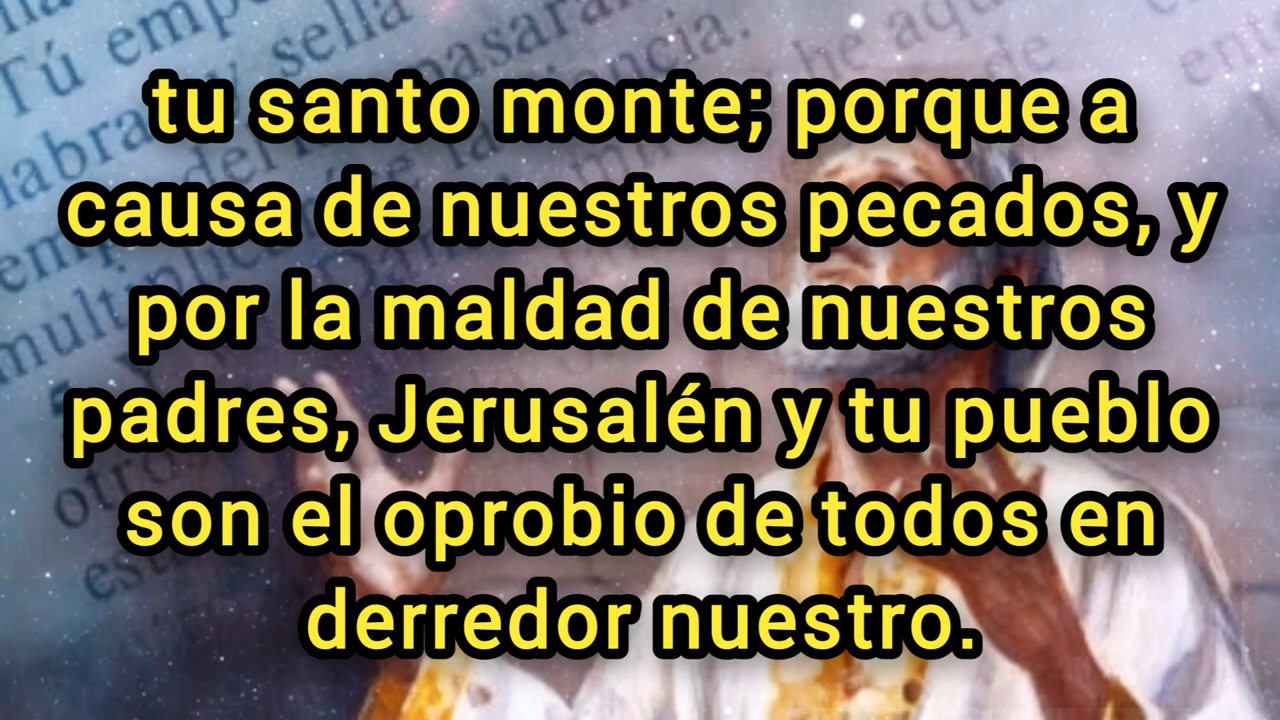 tu santo monte; porque a
causa de nuestros pecados, y
por la maldad de nuestros
padres, Jerusalén y tu pueblo
son el oprobio de todos en
derredor nuestro.